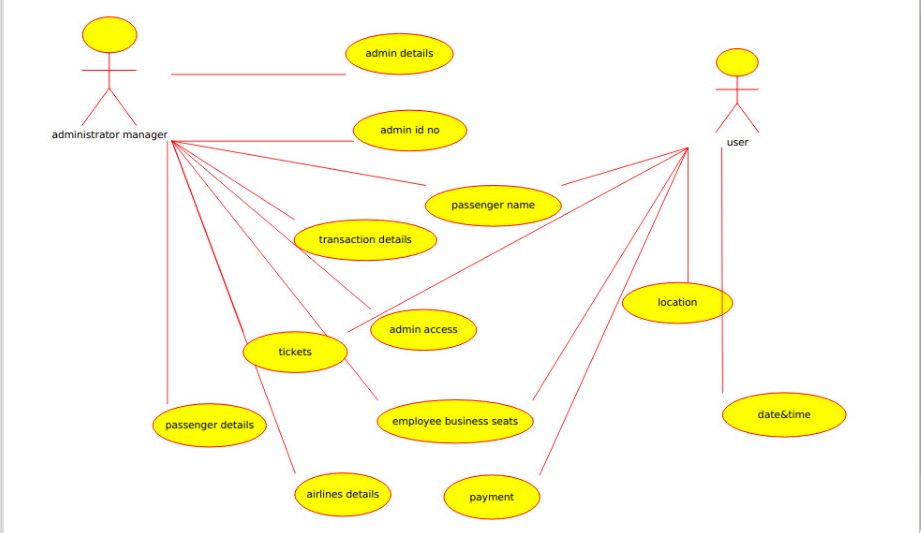 admin details
admin id no
administrator manager
user
passenger name
transaction details
location
admin access
tickets
date&time
employee business seats
passenger details
airlines details
payment